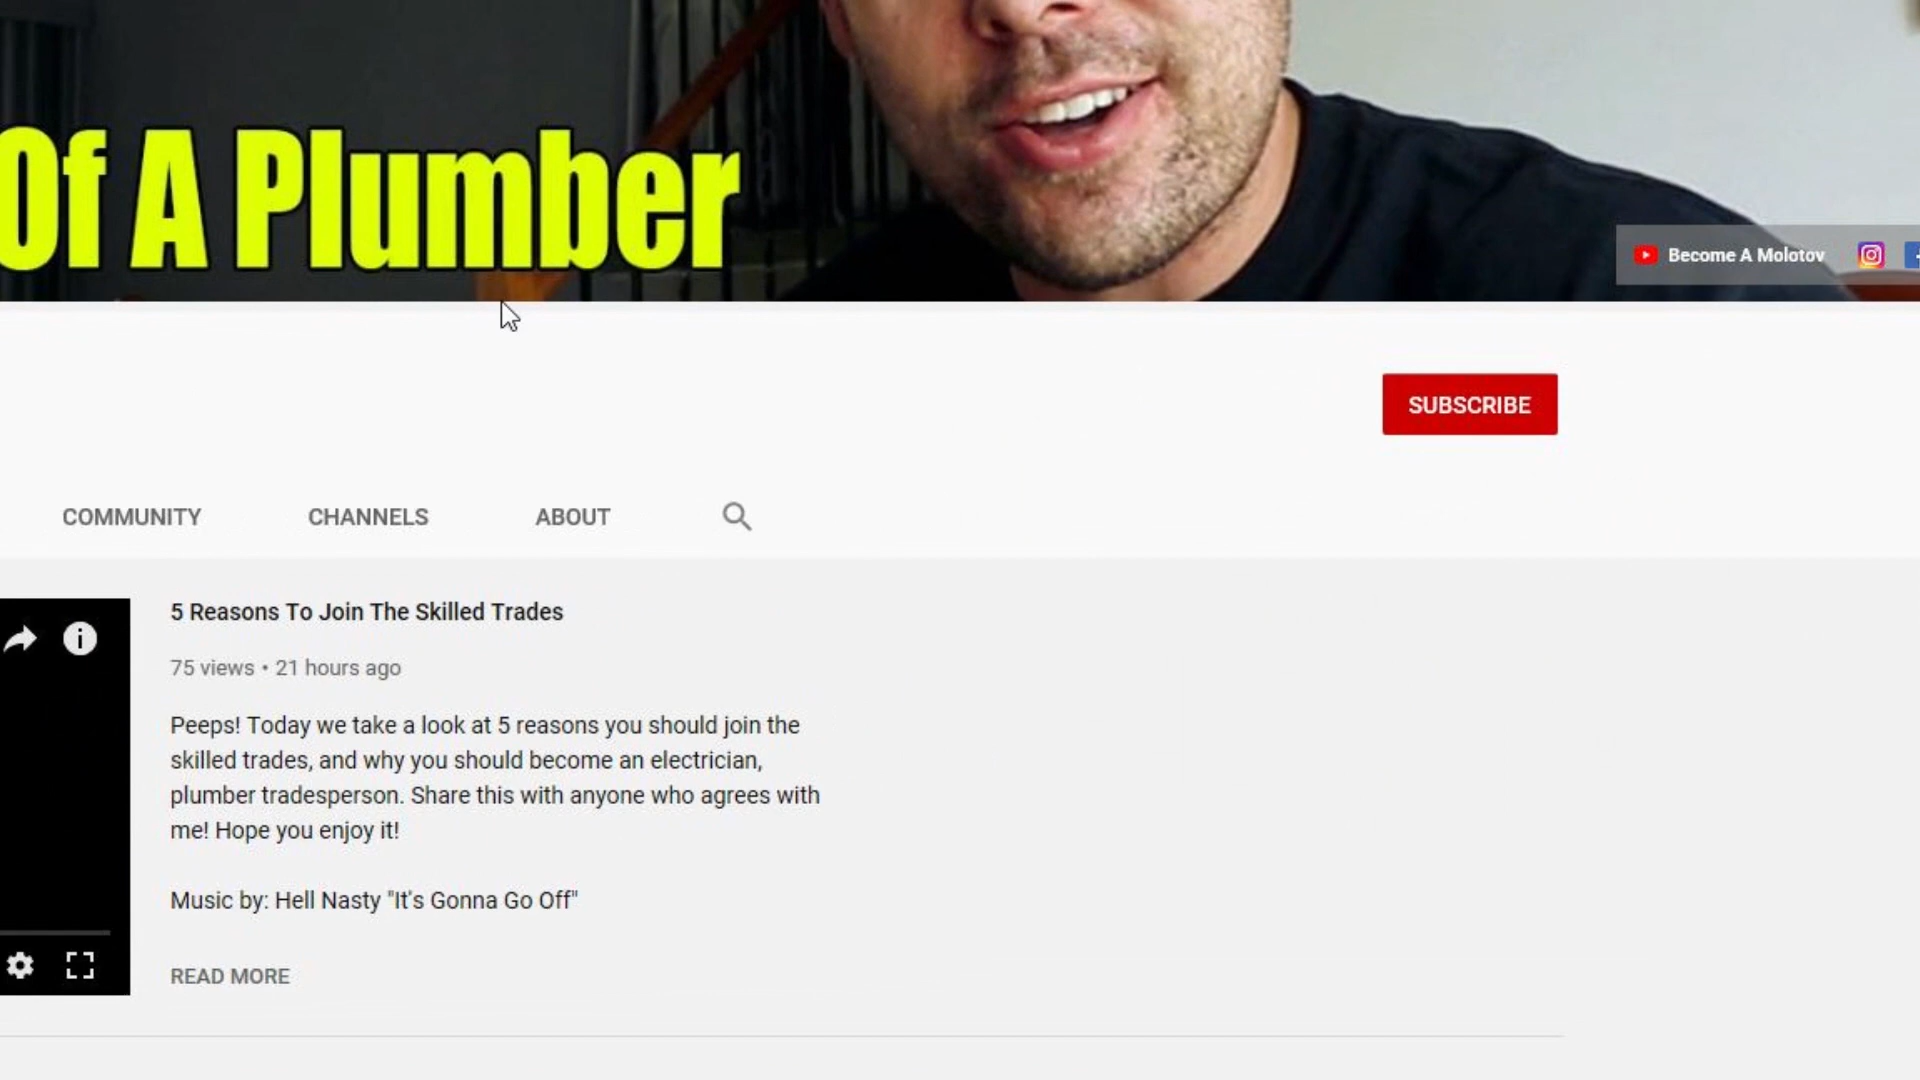 Of A Plumber
Become A Molotov
SUBSCRIBE
COMMUNITY
CHANNELS
ABOUT
5 Reasons To Join The Skilled Trades
75 views • 21 hours ago
Peeps! Today we take a look at 5 reasons you should join the
skilled trades, and why you should become an electrician,
plumber tradesperson. Share this with anyone who agrees with
me! Hope you enjoy it!
Music by: Hell Nasty "It's Gonna Go Off"
READ MORE